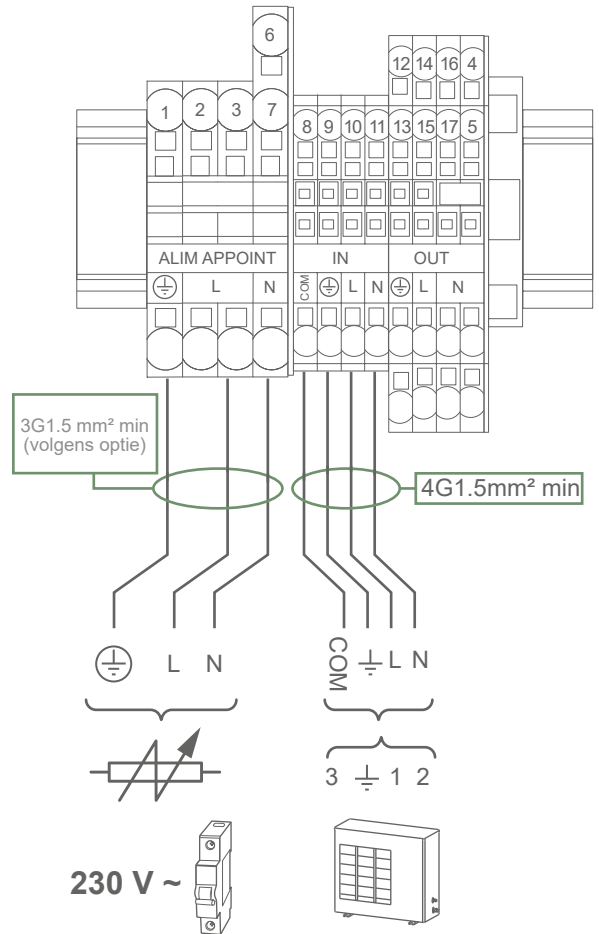 6
12 14 16 4
1 2 3 7
8 9 10 11 13 15 17 5
ALIM APPOINT IN OUT
L N COM L N L N
3G1.5 mm² min
(volgens optie)
4G1.5mm² min
L N
COM L N
3 1 2
230 V ~